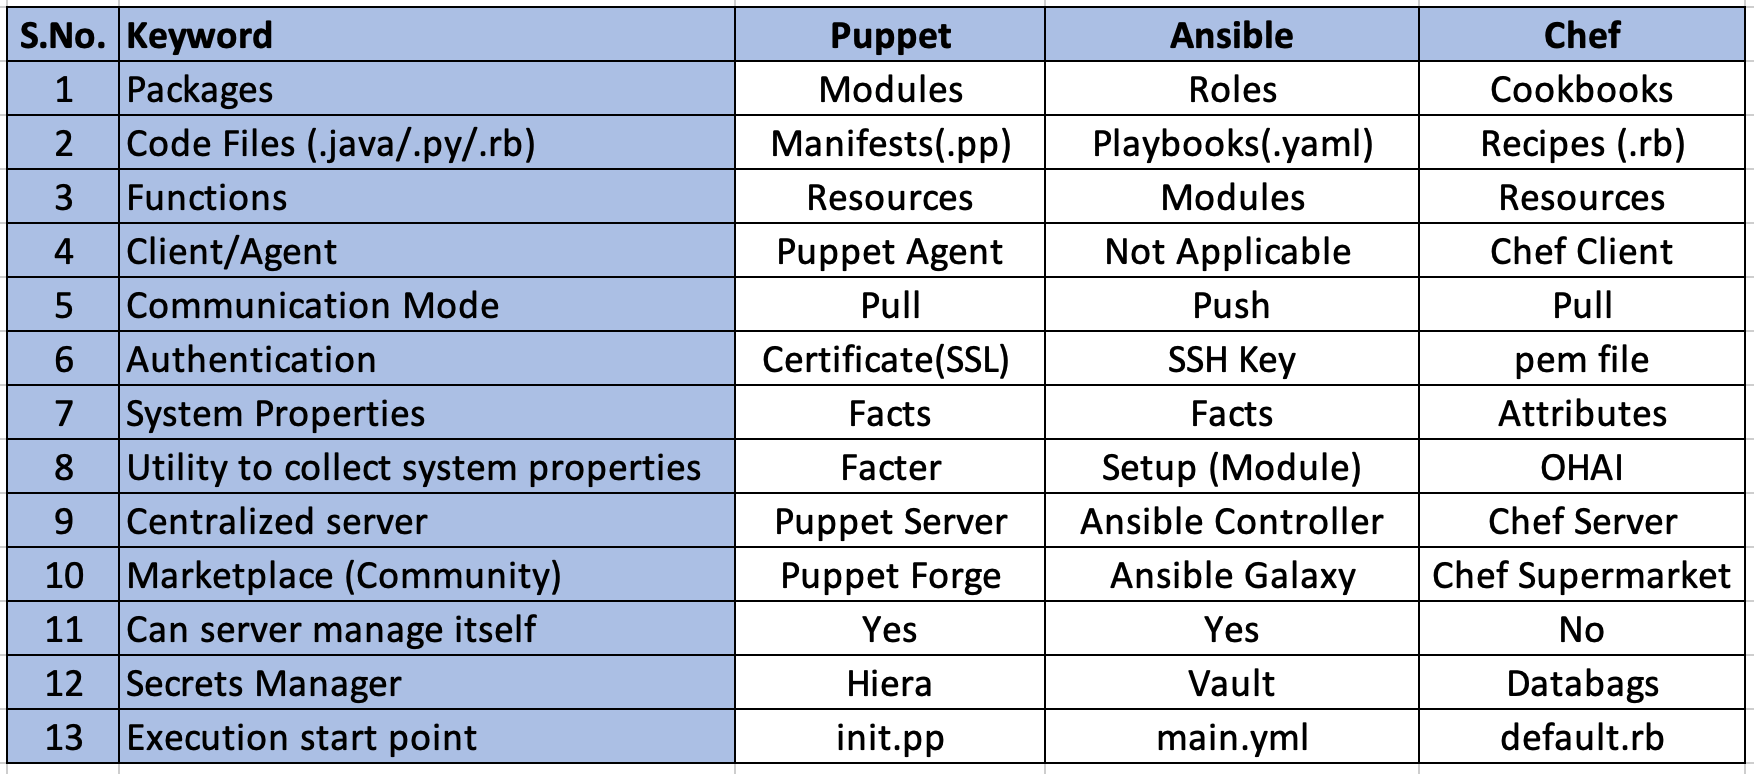 S.No. Keyword Puppet Ansible Chef
1 Packages Modules Roles Cookbooks
2 Code Files (.java/.py/.rb) Manifests(.pp) Playbooks(.yaml) Recipes (.rb)
3 Functions Resources Modules Resources
4 Client/Agent Puppet Agent Not Applicable Chef Client
5 Communication Mode Pull Push Pull
6 Authentication Certificate(SSL) SSH Key pem file
7 System Properties Facts Facts Attributes
8 Utility to collect system properties Facter Setup (Module) OHAI
9 Centralized server Puppet Server Ansible Controller Chef Server
10 Marketplace (Community) Puppet Forge Ansible Galaxy Chef Supermarket
11 Can server manage itself Yes Yes No
12 Secrets Manager Hiera Vault Databags
13 Execution start point init.pp main.yml default.rb